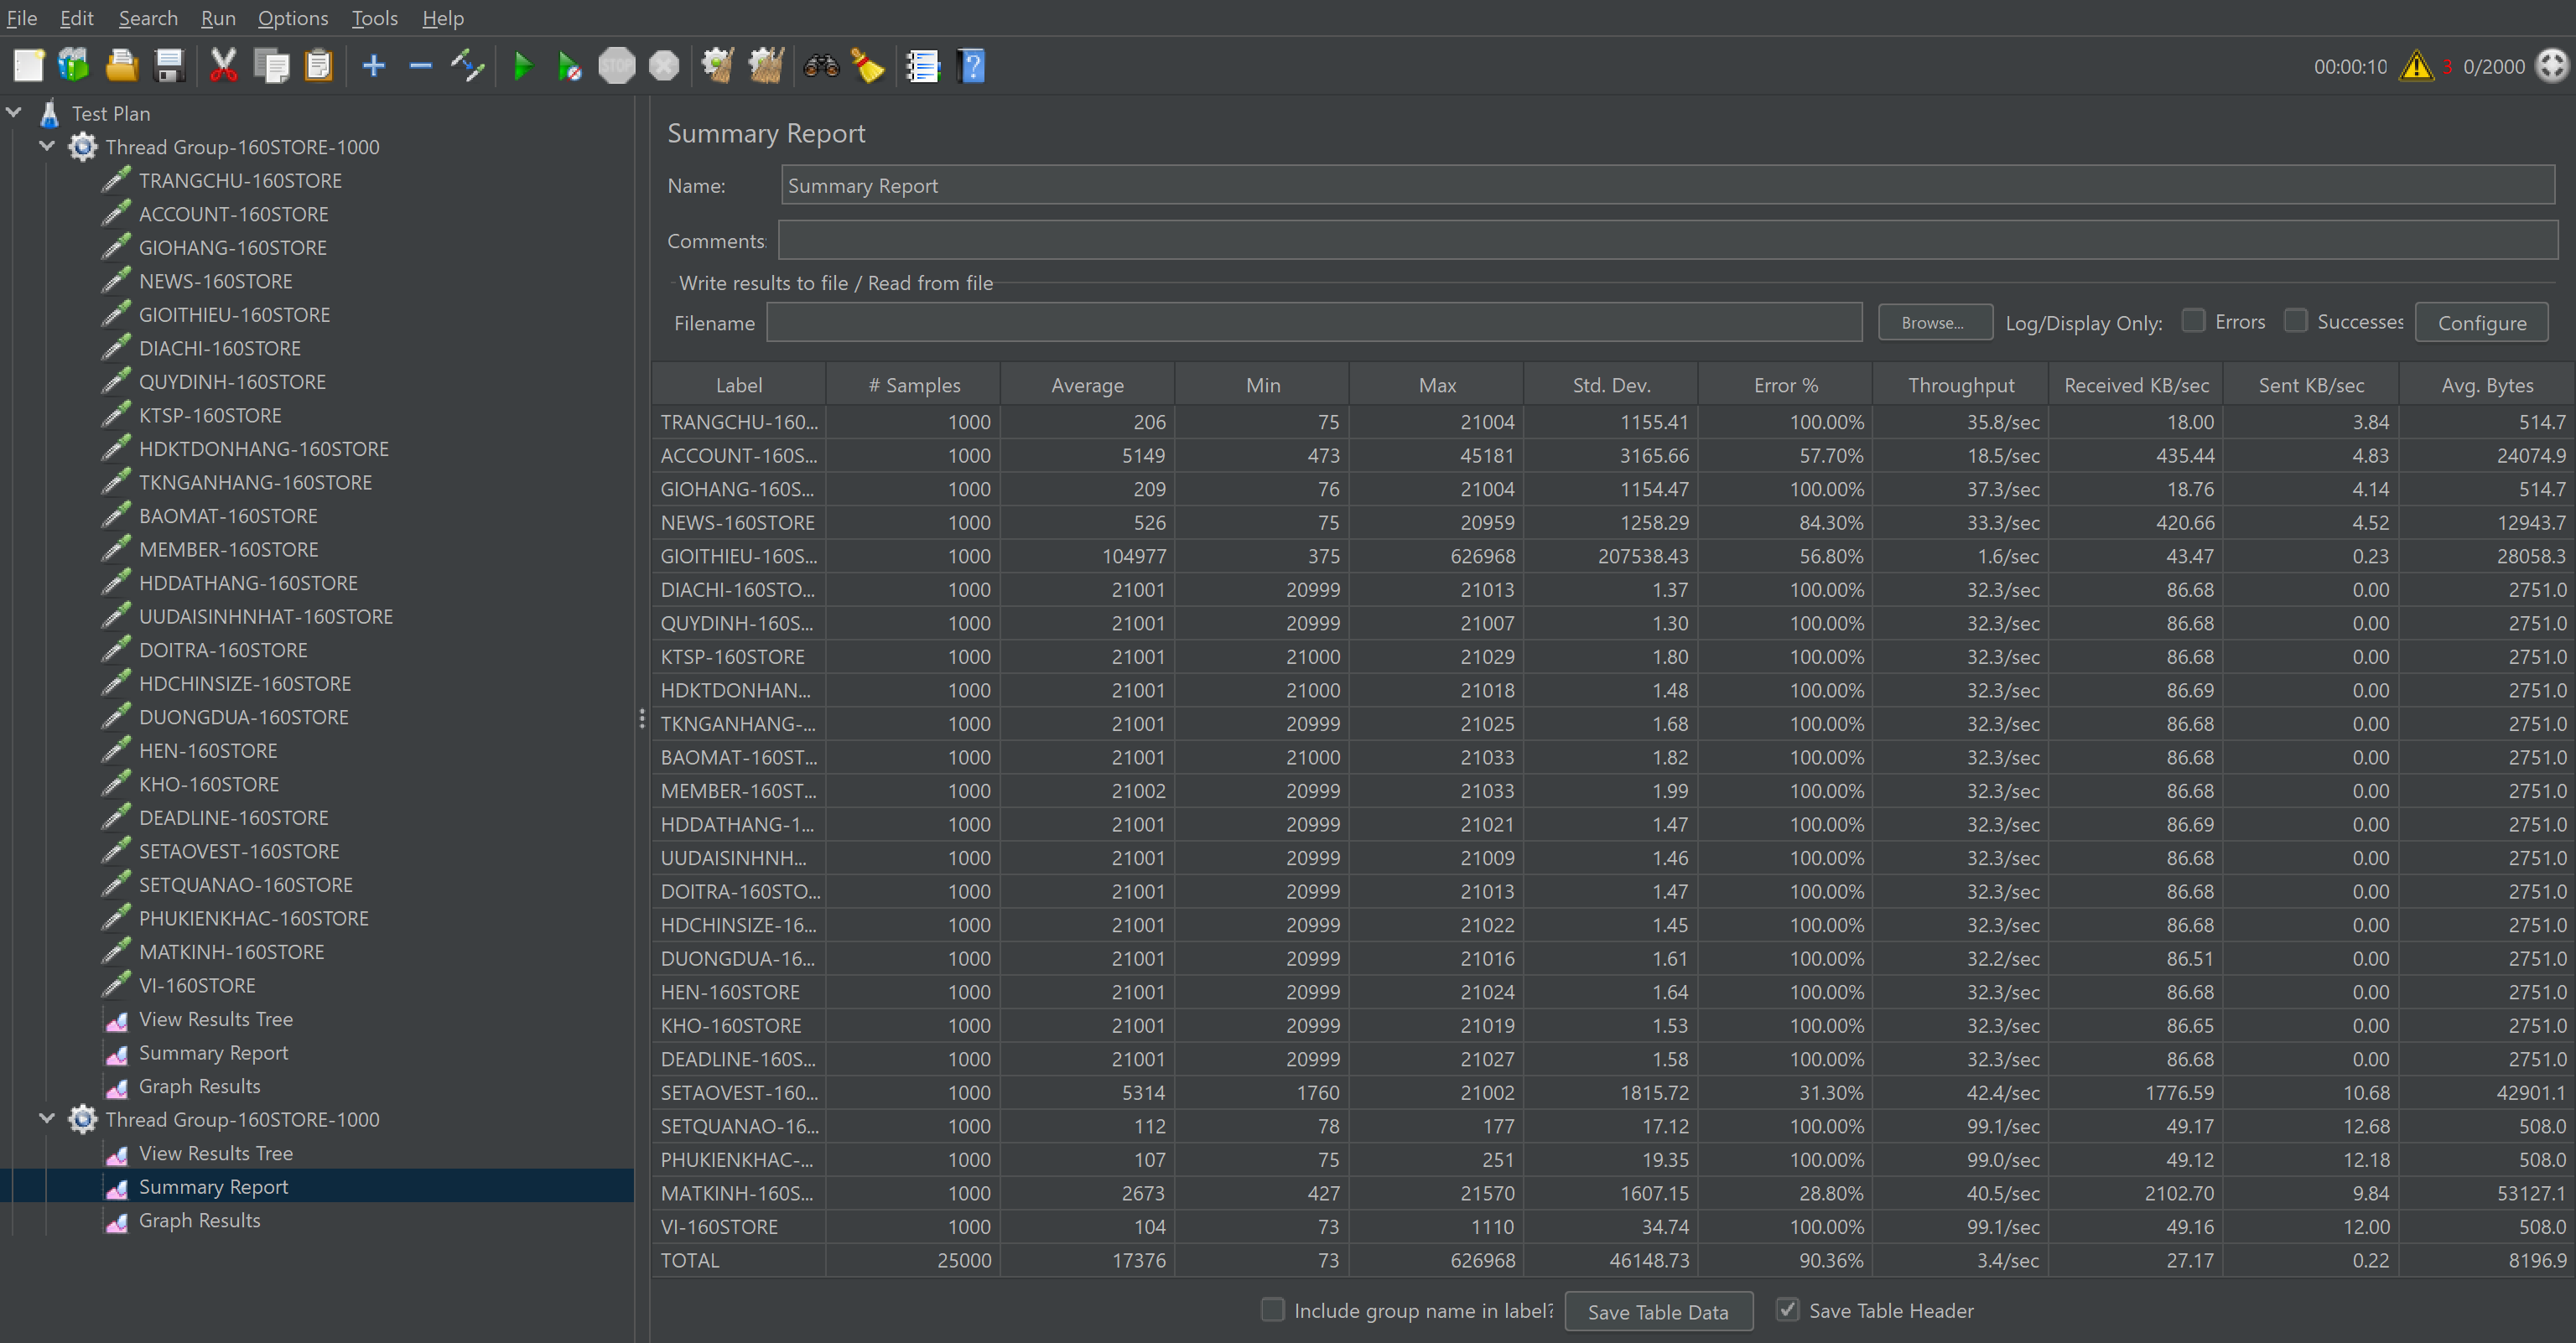 File Edit Search Run Options Tools Help
STOP
00:00:10 3 0/2000
Test Plan
Thread Group-160STORE-1000
TRANGCHU-160STORE
ACCOUNT-160STORE
GIOHANG-160STORE
NEWS-160STORE
GIOITHIEU-160STORE
DIACHI-160STORE
QUYDINH-160STORE
KTSP-160STORE
HDKTDONHANG-160STORE
TKNGANHANG-160STORE
BAOMAT-160STORE
MEMBER-160STORE
HDDATHANG-160STORE
UUDAISINHNHAT-160STORE
DOITRA-160STORE
HDCHINSIZE-160STORE
DUONGDUA-160STORE
HEN-160STORE
KHO-160STORE
DEADLINE-160STORE
SETAOVEST-160STORE
SETQUANAO-160STORE
PHUKIENKHAC-160STORE
MATKINH-160STORE
VI-160STORE
View Results Tree
Summary Report
Graph Results
Thread Group-160STORE-1000
View Results Tree
Summary Report
Graph Results
Summary Report
Name: Summary Report
Comments:
Write results to file / Read from file
Filename Browse... Log/Display Only: Errors Successes Configure
Label # Samples Average Min Max Std. Dev. Error % Throughput Received KB/sec Sent KB/sec Avg. Bytes
TRANGCHU-160... 1000 206 75 21004 1155.41 100.00% 35.8/sec 18.00 3.84 514.7
ACCOUNT-160S... 1000 5149 473 45181 3165.66 57.70% 18.5/sec 435.44 4.83 24074.9
GIOHANG-160S... 1000 209 76 21004 1154.47 100.00% 37.3/sec 18.76 4.14 514.7
NEWS-160STORE 1000 526 75 20959 1258.29 84.30% 33.3/sec 420.66 4.52 12943.7
GIOITHIEU-160S... 1000 104977 375 626968 207538.43 56.80% 1.6/sec 43.47 0.23 28058.3
DIACHI-160STO... 1000 21001 20999 21013 1.37 100.00% 32.3/sec 86.68 0.00 2751.0
QUYDINH-160S... 1000 21001 20999 21007 1.30 100.00% 32.3/sec 86.68 0.00 2751.0
KTSP-160STORE 1000 21001 21000 21029 1.80 100.00% 32.3/sec 86.68 0.00 2751.0
HDKTDONHAN... 1000 21001 21000 21018 1.48 100.00% 32.3/sec 86.69 0.00 2751.0
TKNGANHANG-... 1000 21001 20999 21025 1.68 100.00% 32.3/sec 86.68 0.00 2751.0
BAOMAT-160ST... 1000 21001 21000 21033 1.82 100.00% 32.3/sec 86.68 0.00 2751.0
MEMBER-160ST... 1000 21002 20999 21033 1.99 100.00% 32.3/sec 86.68 0.00 2751.0
HDDATHANG-1... 1000 21001 20999 21021 1.47 100.00% 32.3/sec 86.69 0.00 2751.0
UUDAISINHNH... 1000 21001 20999 21009 1.46 100.00% 32.3/sec 86.68 0.00 2751.0
DOITRA-160STO... 1000 21001 20999 21013 1.47 100.00% 32.3/sec 86.68 0.00 2751.0
HDCHINSIZE-16... 1000 21001 20999 21022 1.45 100.00% 32.3/sec 86.68 0.00 2751.0
DUONGDUA-16... 1000 21001 20999 21016 1.61 100.00% 32.2/sec 86.51 0.00 2751.0
HEN-160STORE 1000 21001 20999 21024 1.64 100.00% 32.3/sec 86.68 0.00 2751.0
KHO-160STORE 1000 21001 20999 21019 1.53 100.00% 32.3/sec 86.65 0.00 2751.0
DEADLINE-160S... 1000 21001 20999 21027 1.58 100.00% 32.3/sec 86.68 0.00 2751.0
SETAOVEST-160... 1000 5314 1760 21002 1815.72 31.30% 42.4/sec 1776.59 10.68 42901.1
SETQUANAO-16... 1000 112 78 177 17.12 100.00% 99.1/sec 49.17 12.68 508.0
PHUKIENKHAC-... 1000 107 75 251 19.35 100.00% 99.0/sec 49.12 12.18 508.0
MATKINH-160S... 1000 2673 427 21570 1607.15 28.80% 40.5/sec 2102.70 9.84 53127.1
VI-160STORE 1000 104 73 1110 34.74 100.00% 99.1/sec 49.16 12.00 508.0
TOTAL 25000 17376 73 626968 46148.73 90.36% 3.4/sec 27.17 0.22 8196.9
Include group name in label? Save Table Data Save Table Header